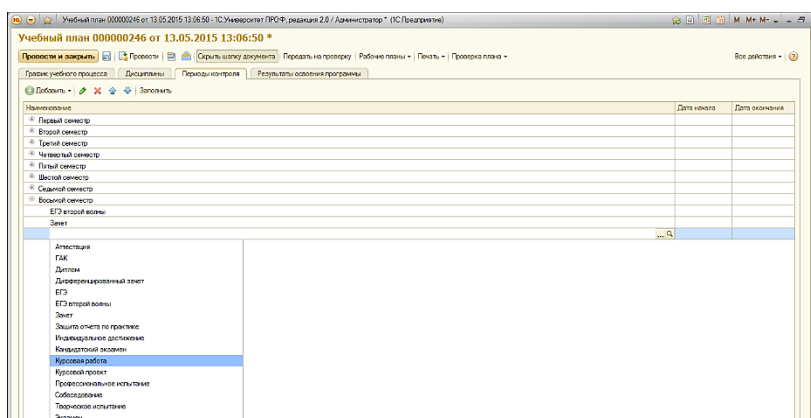 Учебный план 000000246 от 13.05.2015 13:06:50 - 1С:Университет ПРОФ, редакция 2.0 / Администратор * (1С:Предприятие)
M M+ M-
Учебный план 000000246 от 13.05.2015 13:06:50 *
Провести и закрыть Провести Скрыть шапку документа Передать на проверку Рабочие планы Печать Проверка плана Все действия
График учебного процесса Дисциплины Периоды контроля Результаты освоения программы
Добавить Заполнить
Наименование Дата начала Дата окончания
Первый семестр
Второй семестр
Третий семестр
Четвертый семестр
Пятый семестр
Шестой семестр
Седьмой семестр
Восьмой семестр
ЕГЭ второй волны
Зачет
...
Аттестация
ГАК
Диплом
Дифференцированный зачет
ЕГЭ
ЕГЭ второй волны
Зачет
Защита отчета по практике
Индивидуальное достижение
Кандидатский экзамен
Курсовая работа
Курсовой проект
Профессиональное испытание
Собеседование
Творческое испытание
Экзамен